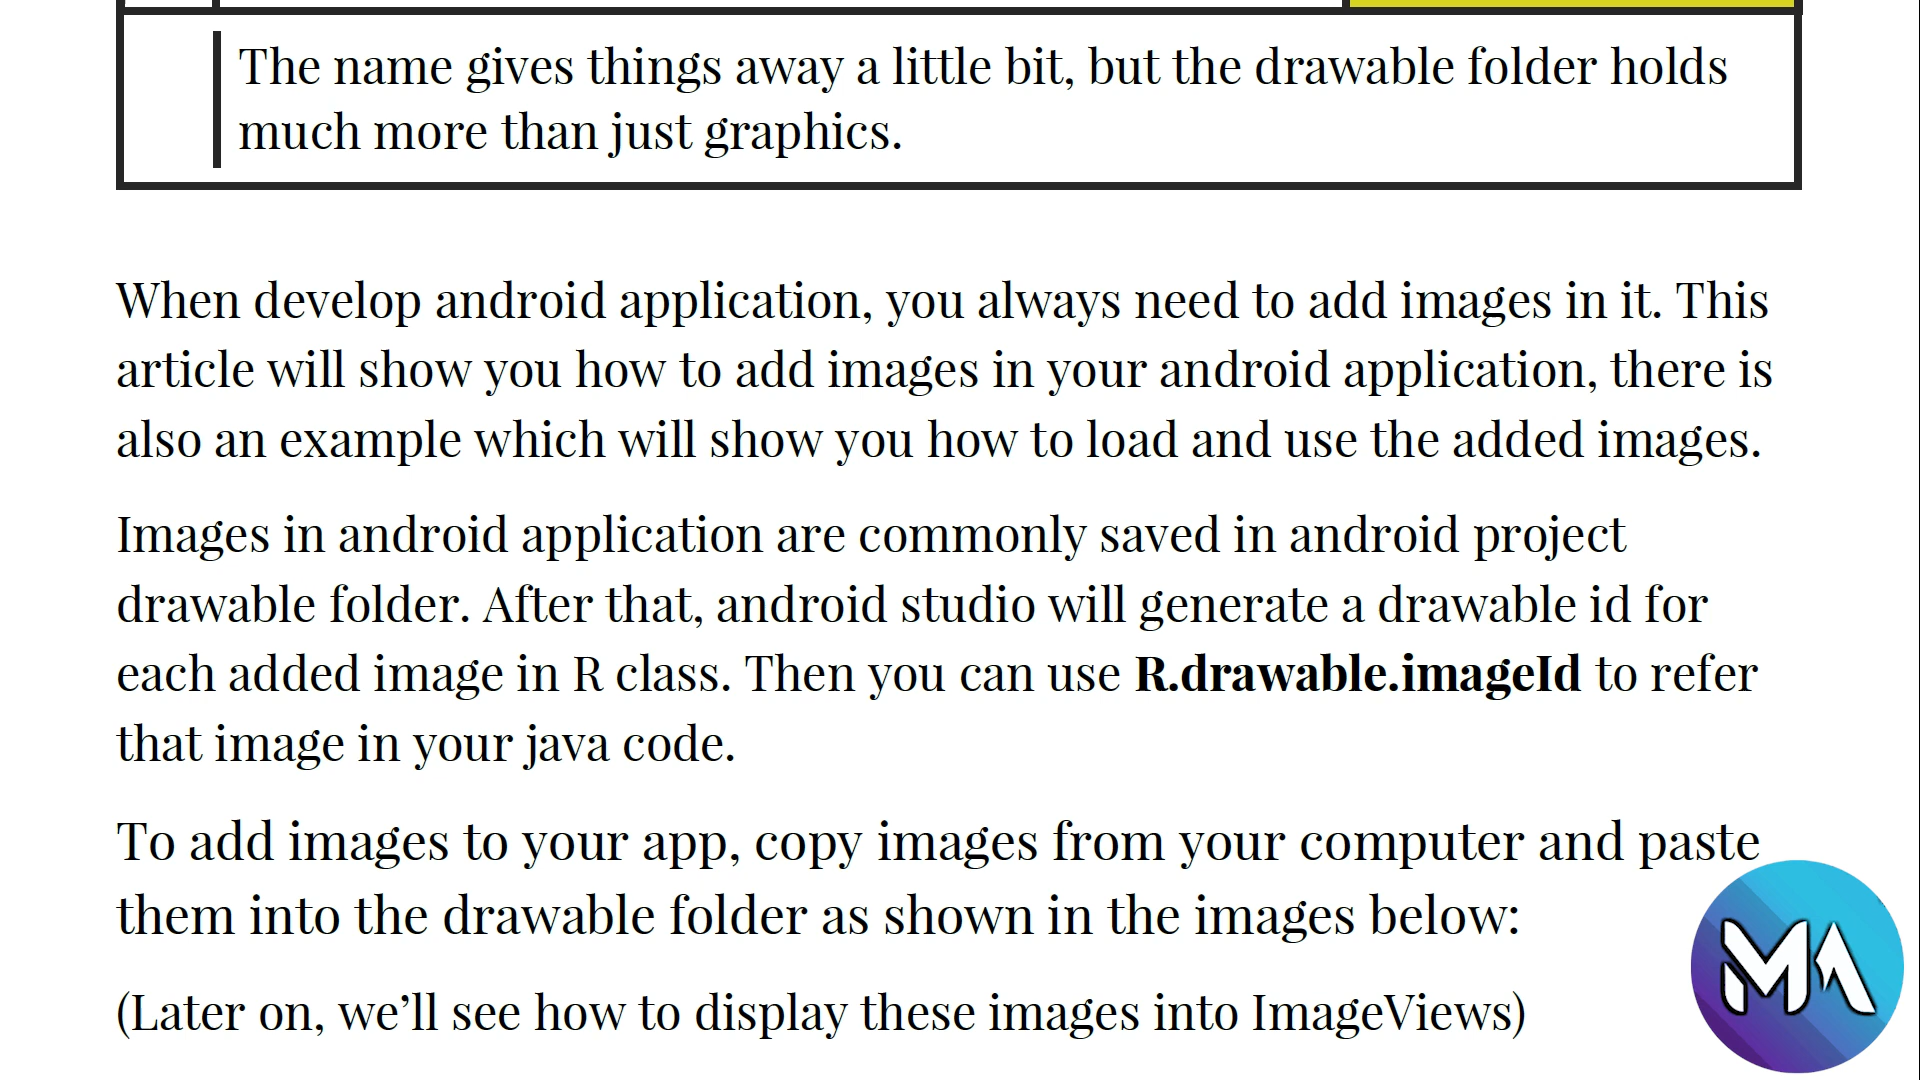 The name gives things away a little bit, but the drawable folder holds
much more than just graphics.
When develop android application, you always need to add images in it. This
article will show you how to add images in your android application, there is
also an example which will show you how to load and use the added images.
Images in android application are commonly saved in android project
drawable folder. After that, android studio will generate a drawable id for
each added image in R class. Then you can use R.drawable.imageId to refer
that image in your java code.
To add images to your app, copy images from your computer and paste
them into the drawable folder as shown in the images below:
(Later on, we’ll see how to display these images into ImageViews)
MA